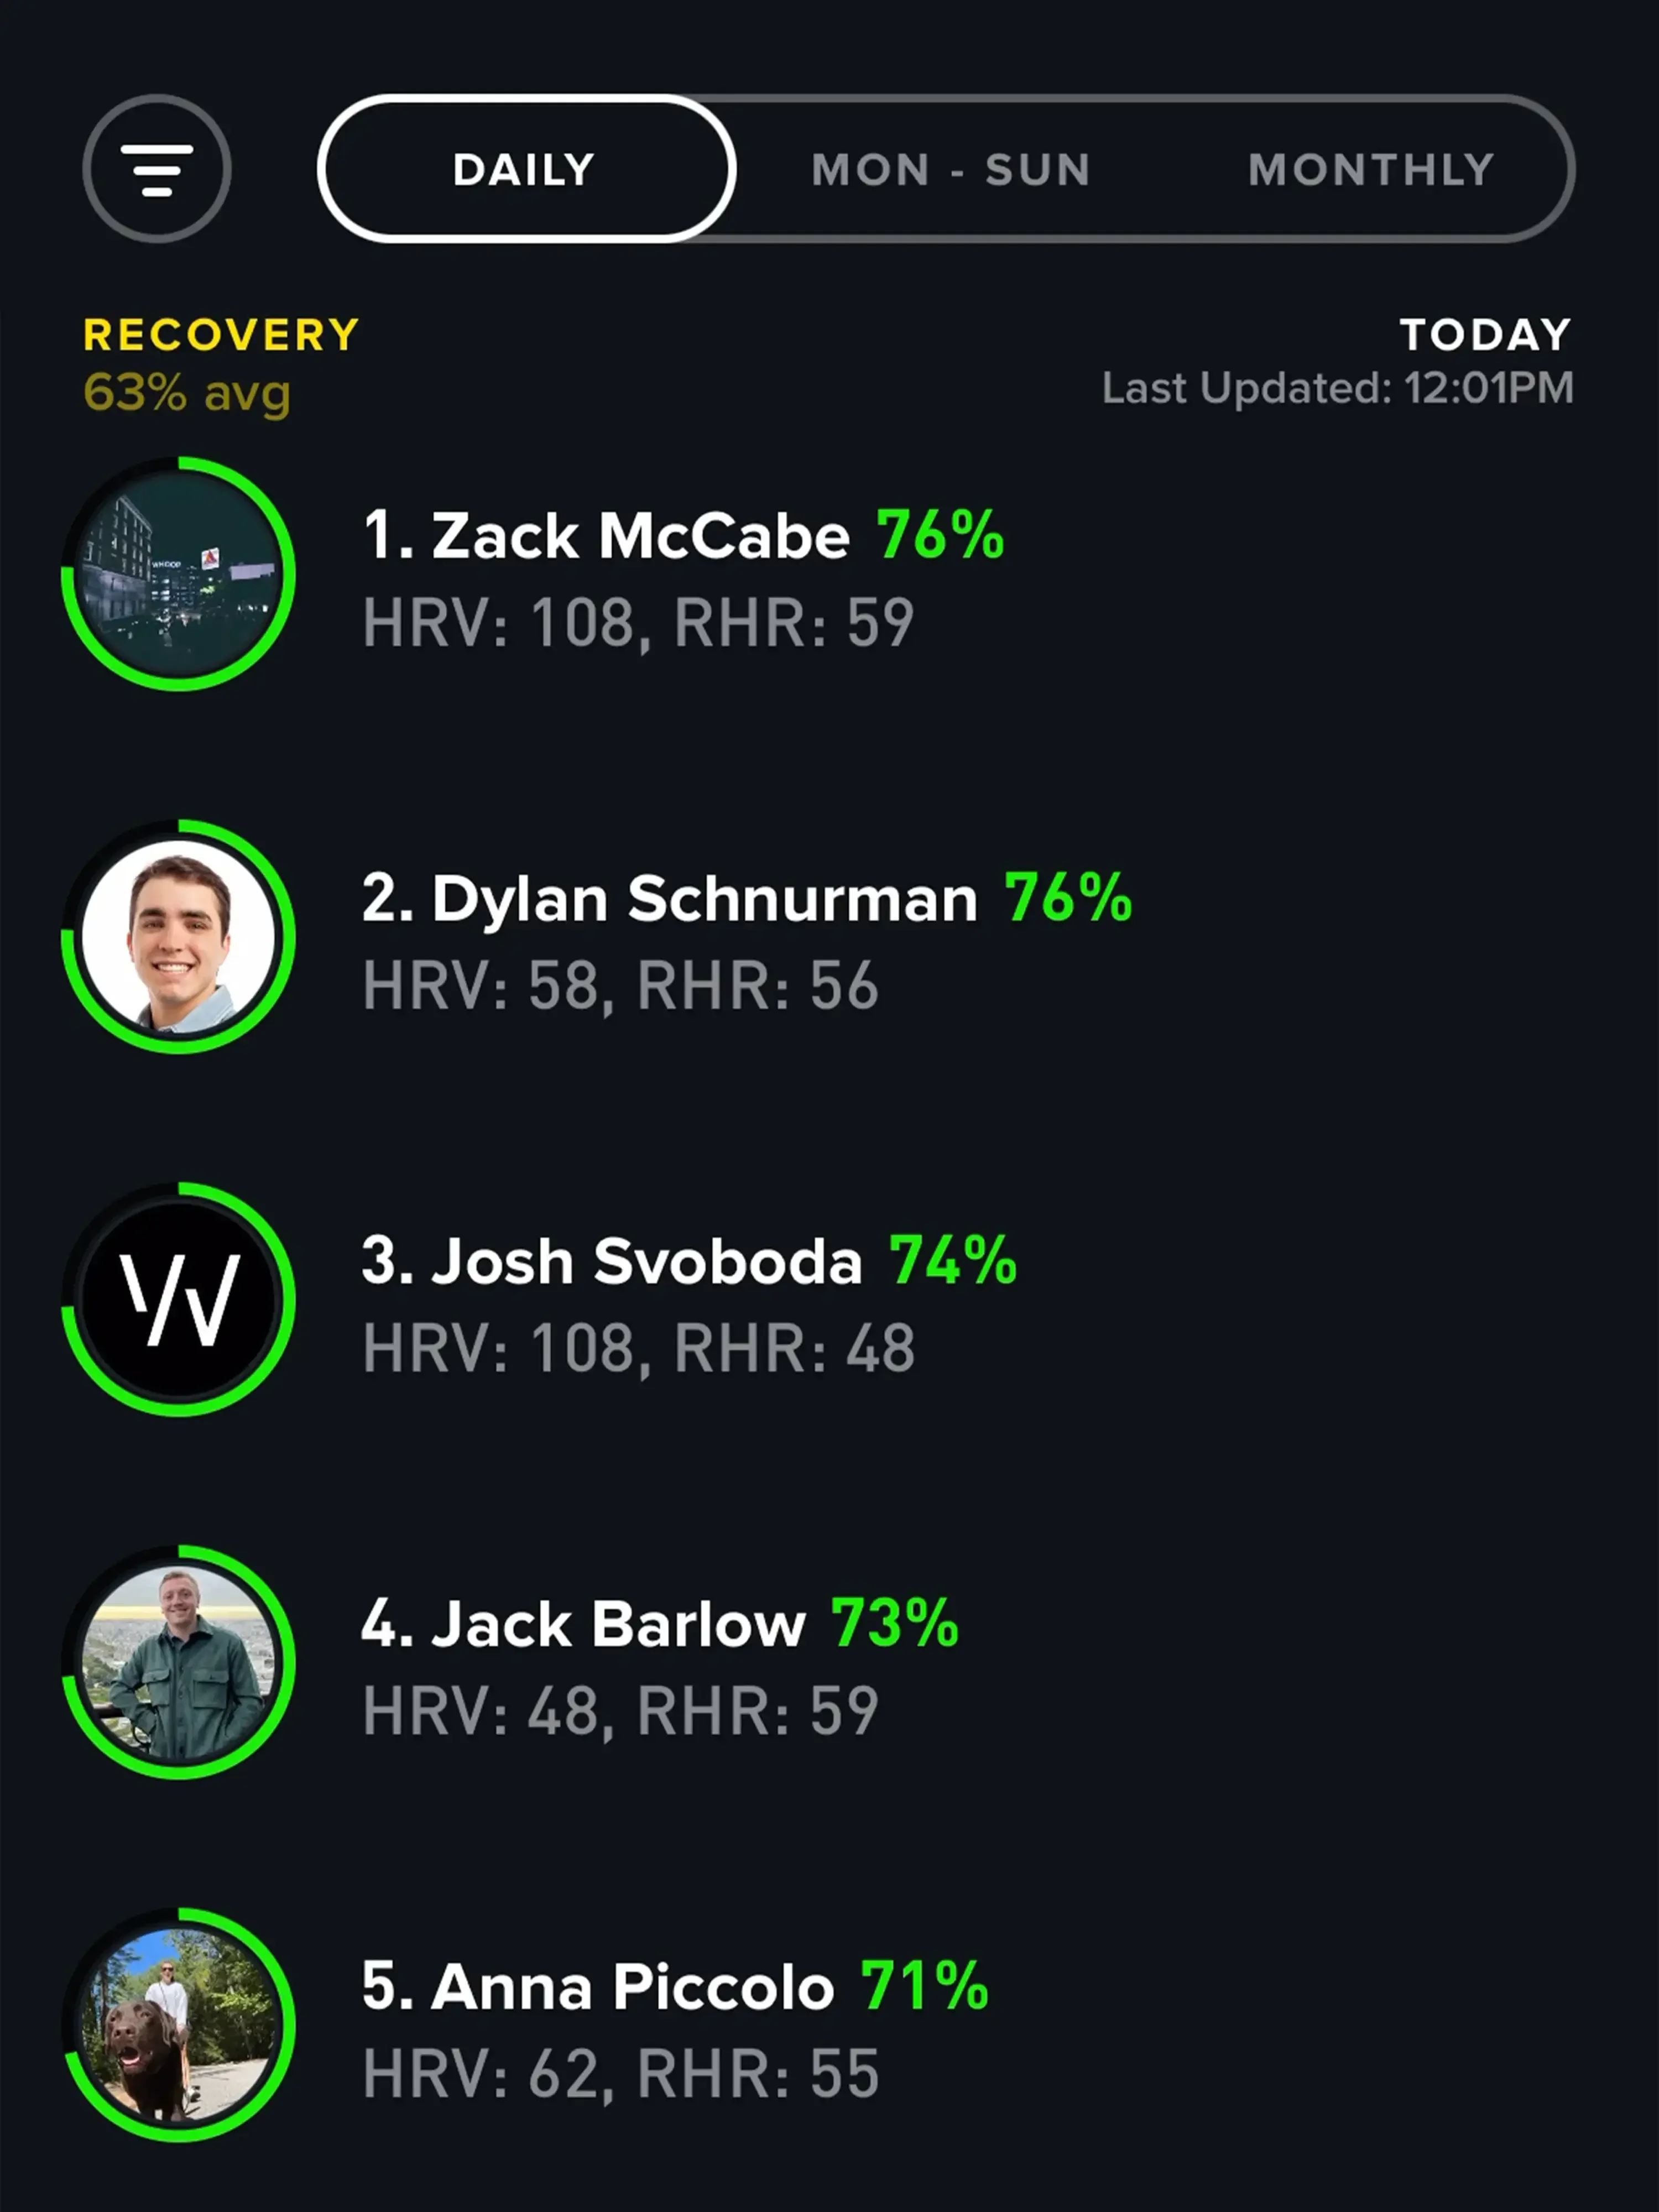 DAILY MON - SUN MONTHLY
RECOVERY TODAY
63% avg Last Updated: 12:01PM
1. Zack McCabe 76%
HRV: 108, RHR: 59
WHOOP
2. Dylan Schnurman 76%
HRV: 58, RHR: 56
3. Josh Svoboda 74%
HRV: 108, RHR: 48
W
4. Jack Barlow 73%
HRV: 48, RHR: 59
5. Anna Piccolo 71%
HRV: 62, RHR: 55